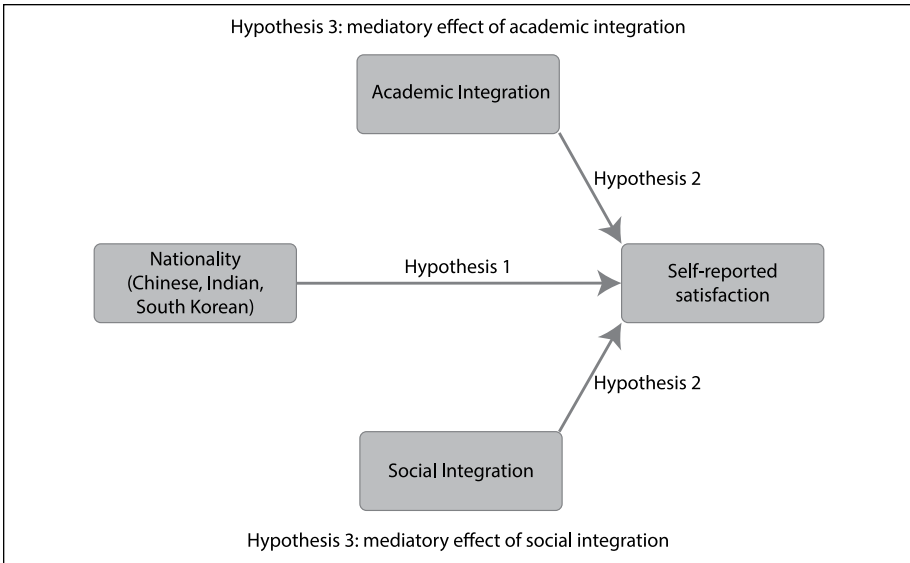 Hypothesis 3: mediatory effect of academic integration
Academic Integration
Hypothesis 2
Nationality
(Chinese, Indian,
South Korean)
Hypothesis 1
Self-reported
satisfaction
Hypothesis 2
Social Integration
Hypothesis 3: mediatory effect of social integration